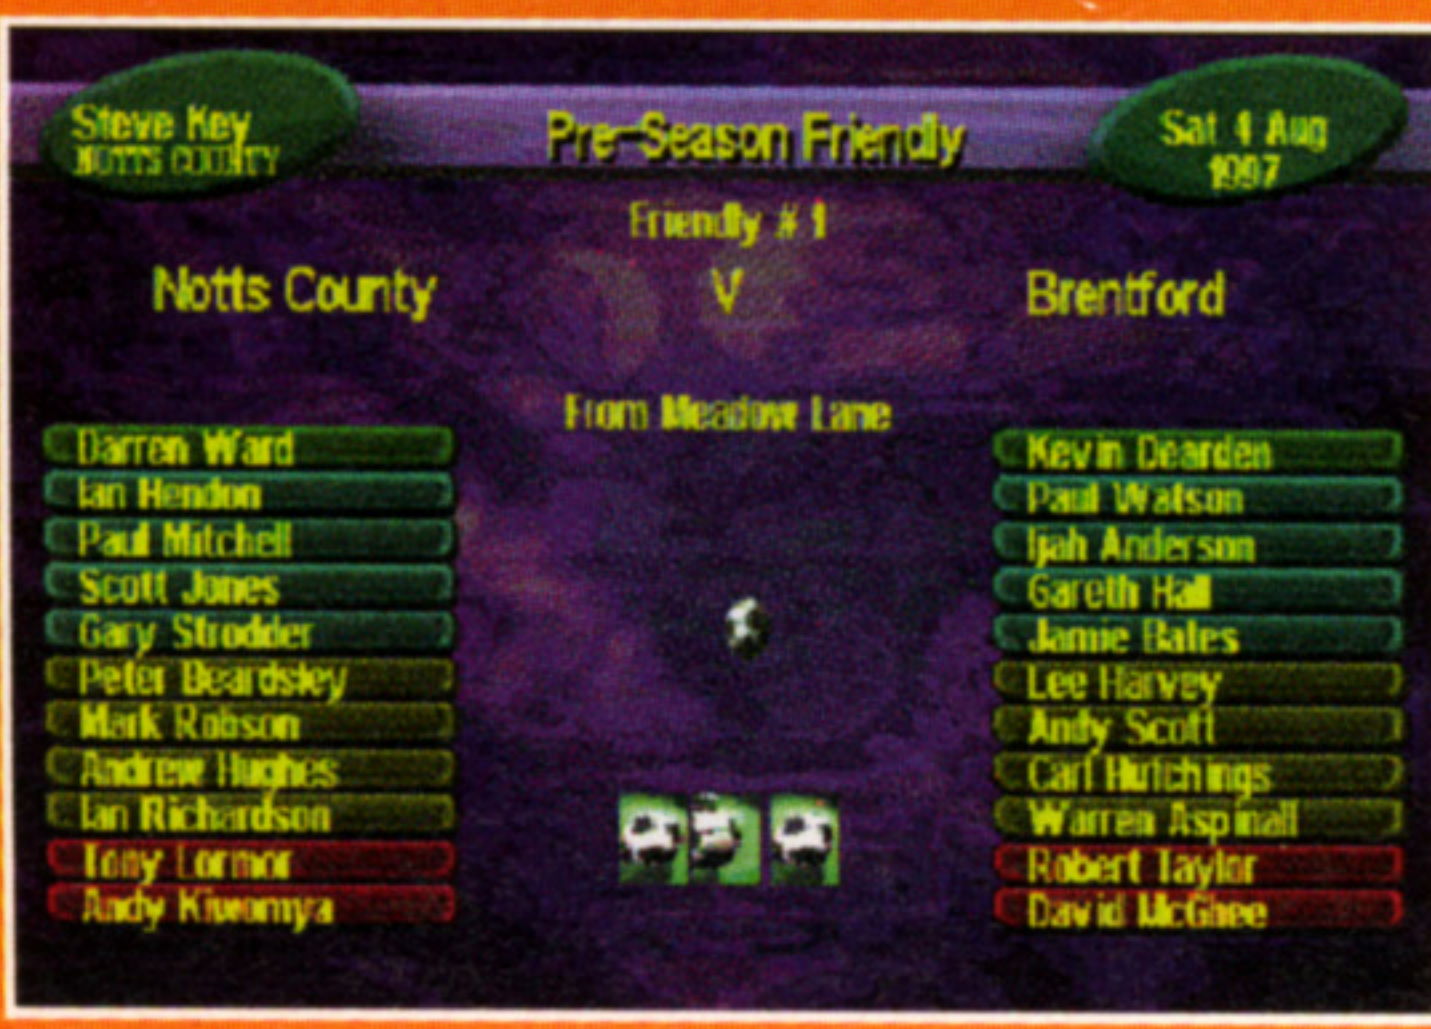 Steve Key
NOTTS COUNTY
Pre-Season Friendly
Sat 4 Aug
1997
Friendly # 1
Notts County
V
Brentford
From Meadow Lane
Darren Ward
Ian Hendon
Paul Mitchell
Scott Jones
Gary Strodder
Peter Beardsley
Mark Robson
Andrew Hughes
Ian Richardson
Tony Lormor
Andy Kiwomya
Kevin Dearden
Paul Watson
Ijah Anderson
Gareth Hall
Jamie Bates
Lee Harvey
Andy Scott
Carl Hutchings
Warren Aspinall
Robert Taylor
David McGhee